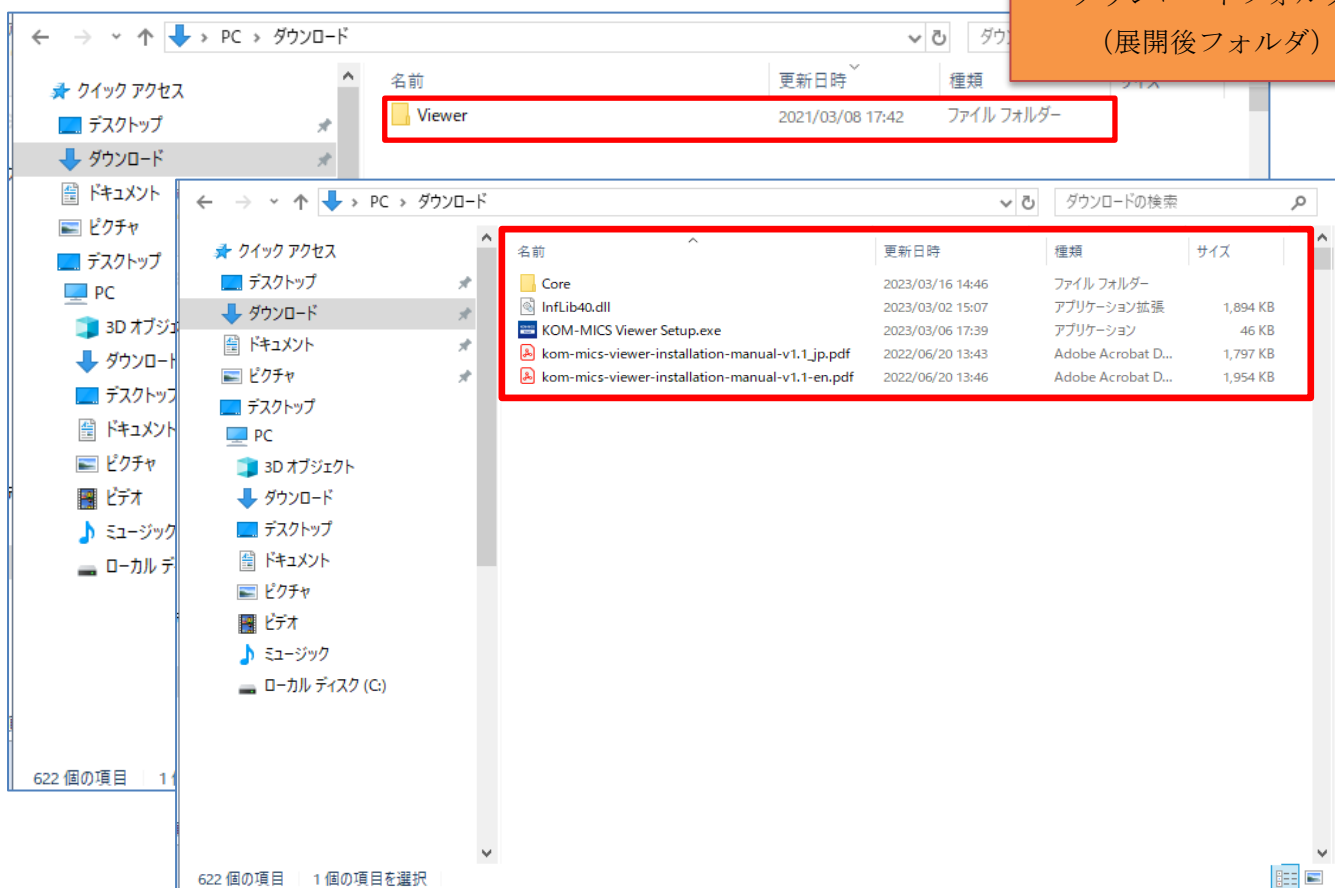 (展開後フォルダ)
PC › ダウンロード
クイック アクセス
デスクトップ
ダウンロード
ドキュメント
ピクチャ
デスクトップ
PC
ダウンロード
デスクトップ
ドキュメント
ピクチャ
ビデオ
ミュージック
622 個の項目
名前 更新日時 種類
Viewer 2021/03/08 17:42 ファイル フォルダー
PC › ダウンロード ダウンロードの検索
クイック アクセス
デスクトップ
ダウンロード
ドキュメント
ピクチャ
デスクトップ
PC
3D オブジェクト
ダウンロード
デスクトップ
ドキュメント
ピクチャ
ビデオ
ミュージック
ローカル ディスク (C:)
名前 更新日時 種類 サイズ
Core 2023/03/16 14:46 ファイル フォルダー
InfLib40.dll 2023/03/02 15:07 アプリケーション拡張 1,894 KB
KOM-MICS Viewer Setup.exe 2023/03/06 17:39 アプリケーション 46 KB
kom-mics-viewer-installation-manual-v1.1_jp.pdf 2022/06/20 13:43 Adobe Acrobat D... 1,797 KB
kom-mics-viewer-installation-manual-v1.1-en.pdf 2022/06/20 13:46 Adobe Acrobat D... 1,954 KB
622 個の項目 1 個の項目を選択